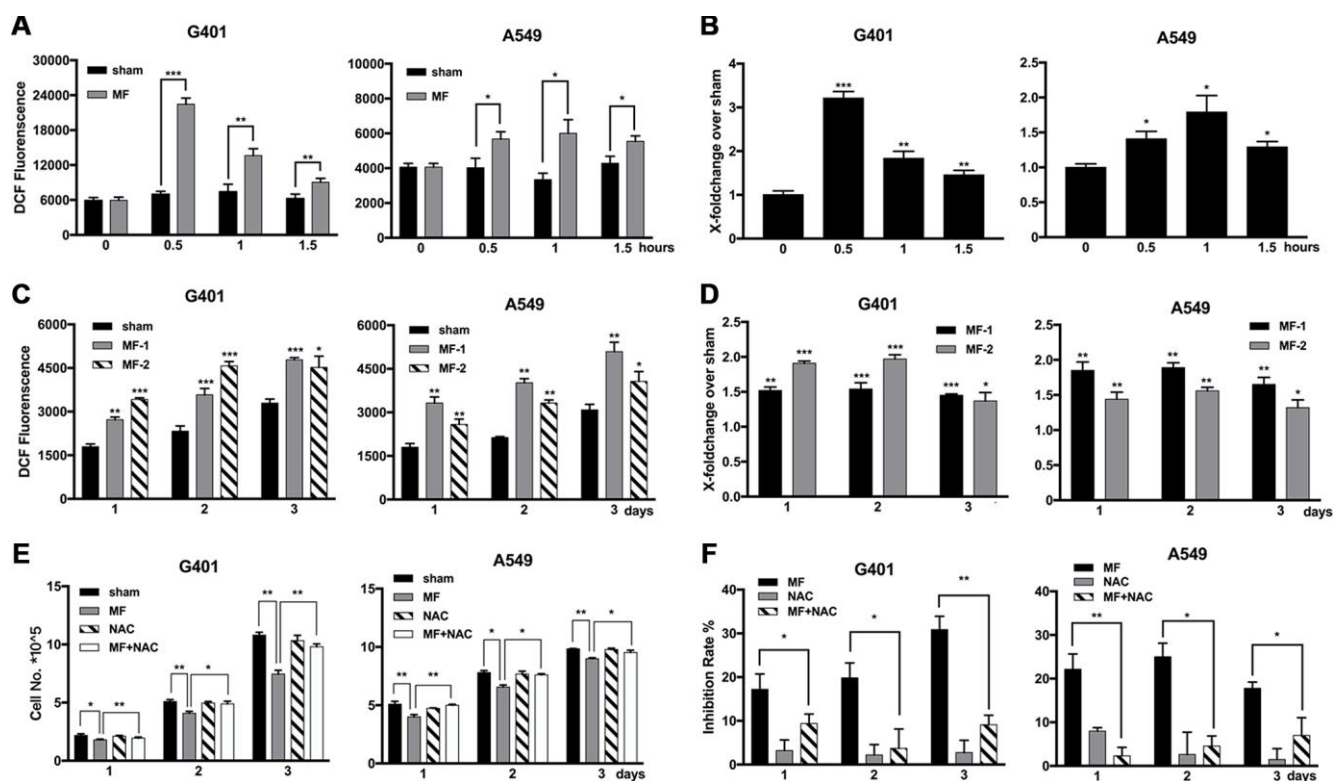 A
G401
DCF Fluorescence
30000
24000
18000
12000
6000
0
sham
MF
***
**
**
0 0.5 1 1.5
A549
10000
8000
6000
4000
2000
0
sham
MF
*
*
*
0 0.5 1 1.5 hours
B
G401
X-foldchange over sham
4
3
2
1
0
***
**
**
0 0.5 1 1.5
A549
2.5
2.0
1.5
1.0
0.5
0.0
*
*
*
0 0.5 1 1.5 hours
C
G401
DCF Fluorescence
6000
4500
3000
1500
0
sham
MF-1
MF-2
** *** *** *** *** *
1 2 3
A549
6000
4500
3000
1500
0
sham
MF-1
MF-2
** ** ** ** ** *
1 2 3 days
D
G401
X-foldchange over sham
2.5
2.0
1.5
1.0
0.5
0.0
MF-1
MF-2
** *** *** *** *** *
1 2 3
A549
2.5
2.0
1.5
1.0
0.5
0.0
MF-1
MF-2
** ** ** ** ** *
1 2 3 days
E
G401
Cell No. *10^5
15
10
5
0
sham
MF
NAC
MF+NAC
* ** ** * ** **
1 2 3
A549
15
10
5
0
sham
MF
NAC
MF+NAC
** ** * * ** *
1 2 3 days
F
G401
Inhibition Rate %
40
30
20
10
0
MF
NAC
MF+NAC
* * **
1 2 3
A549
40
30
20
10
0
MF
NAC
MF+NAC
** * *
1 2 3 days